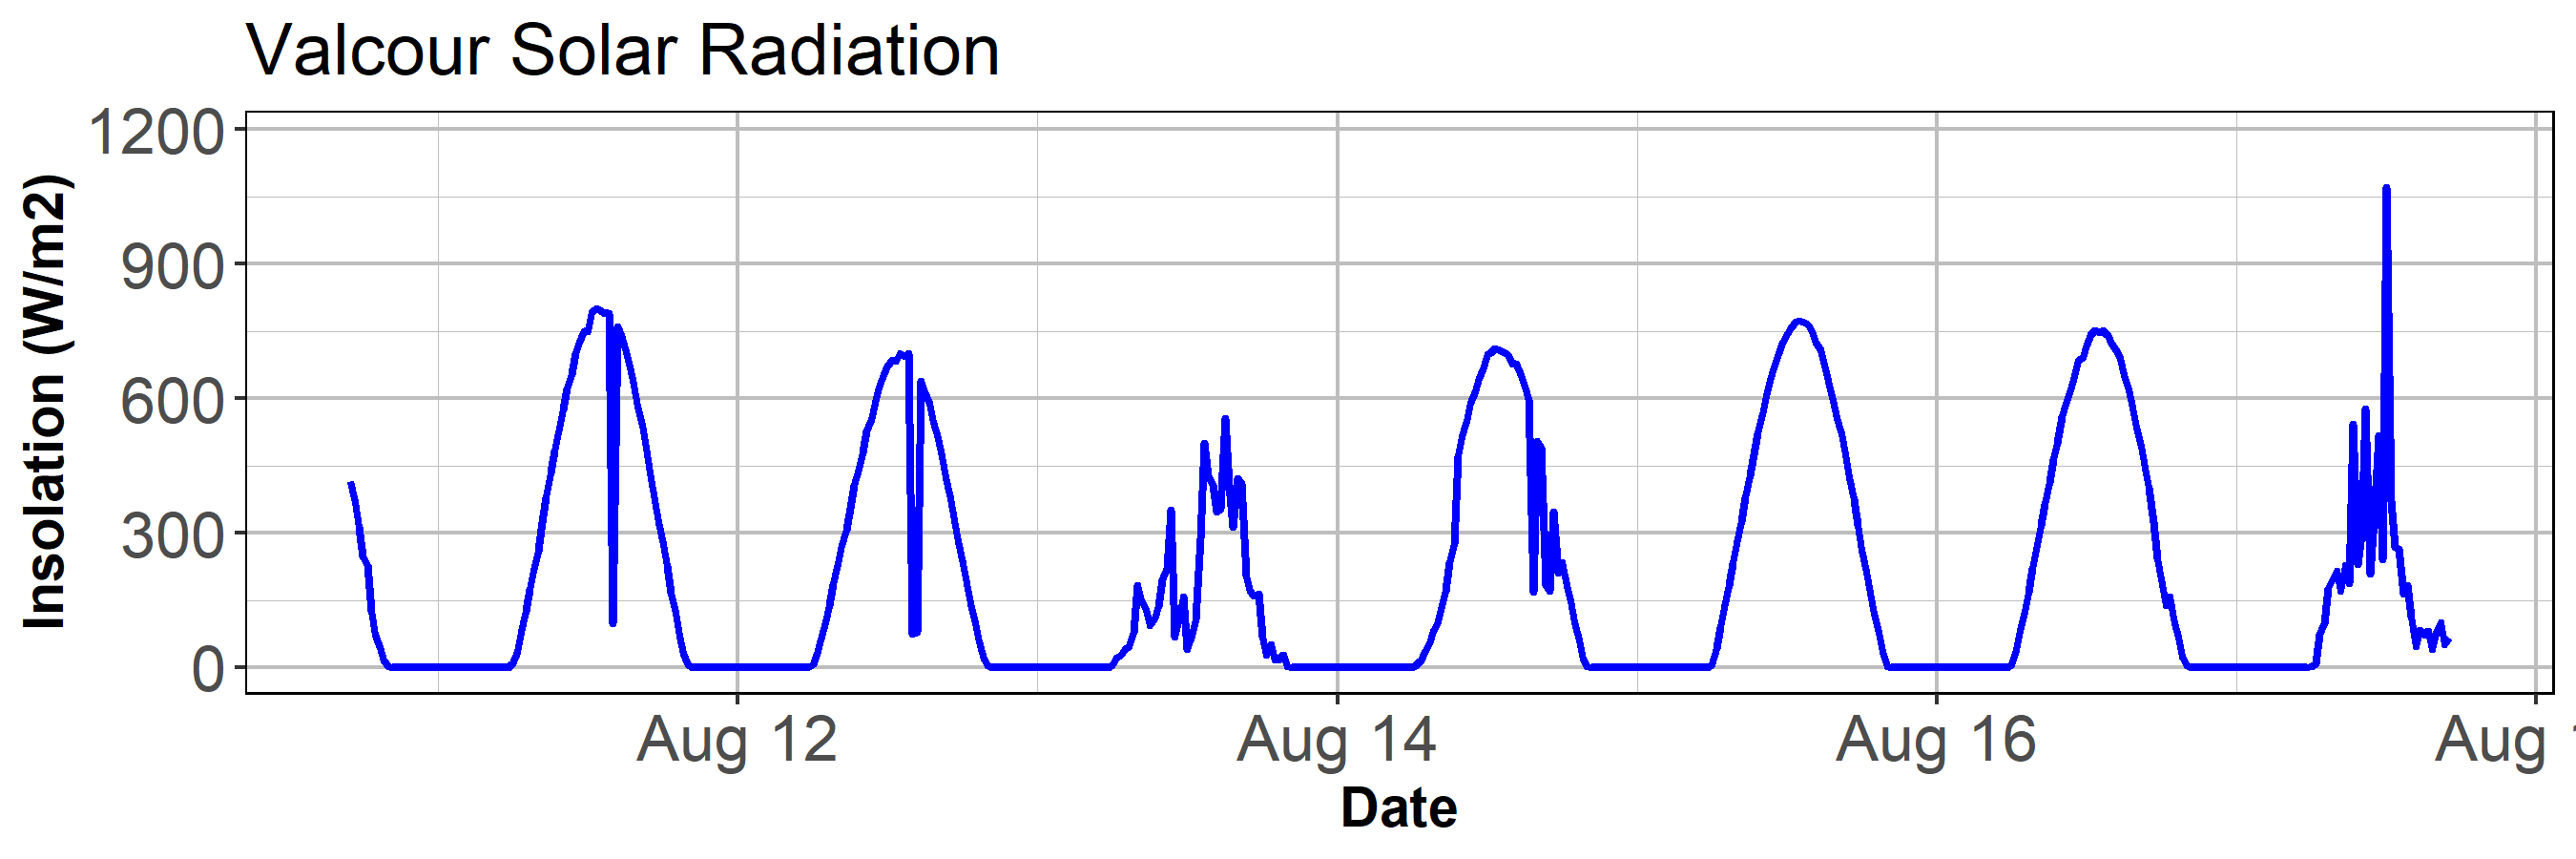 Valcour Solar Radiation
1200
900
600
300
0
Insolation (W/m2)
Aug 12
Aug 14
Aug 16
Aug
Date